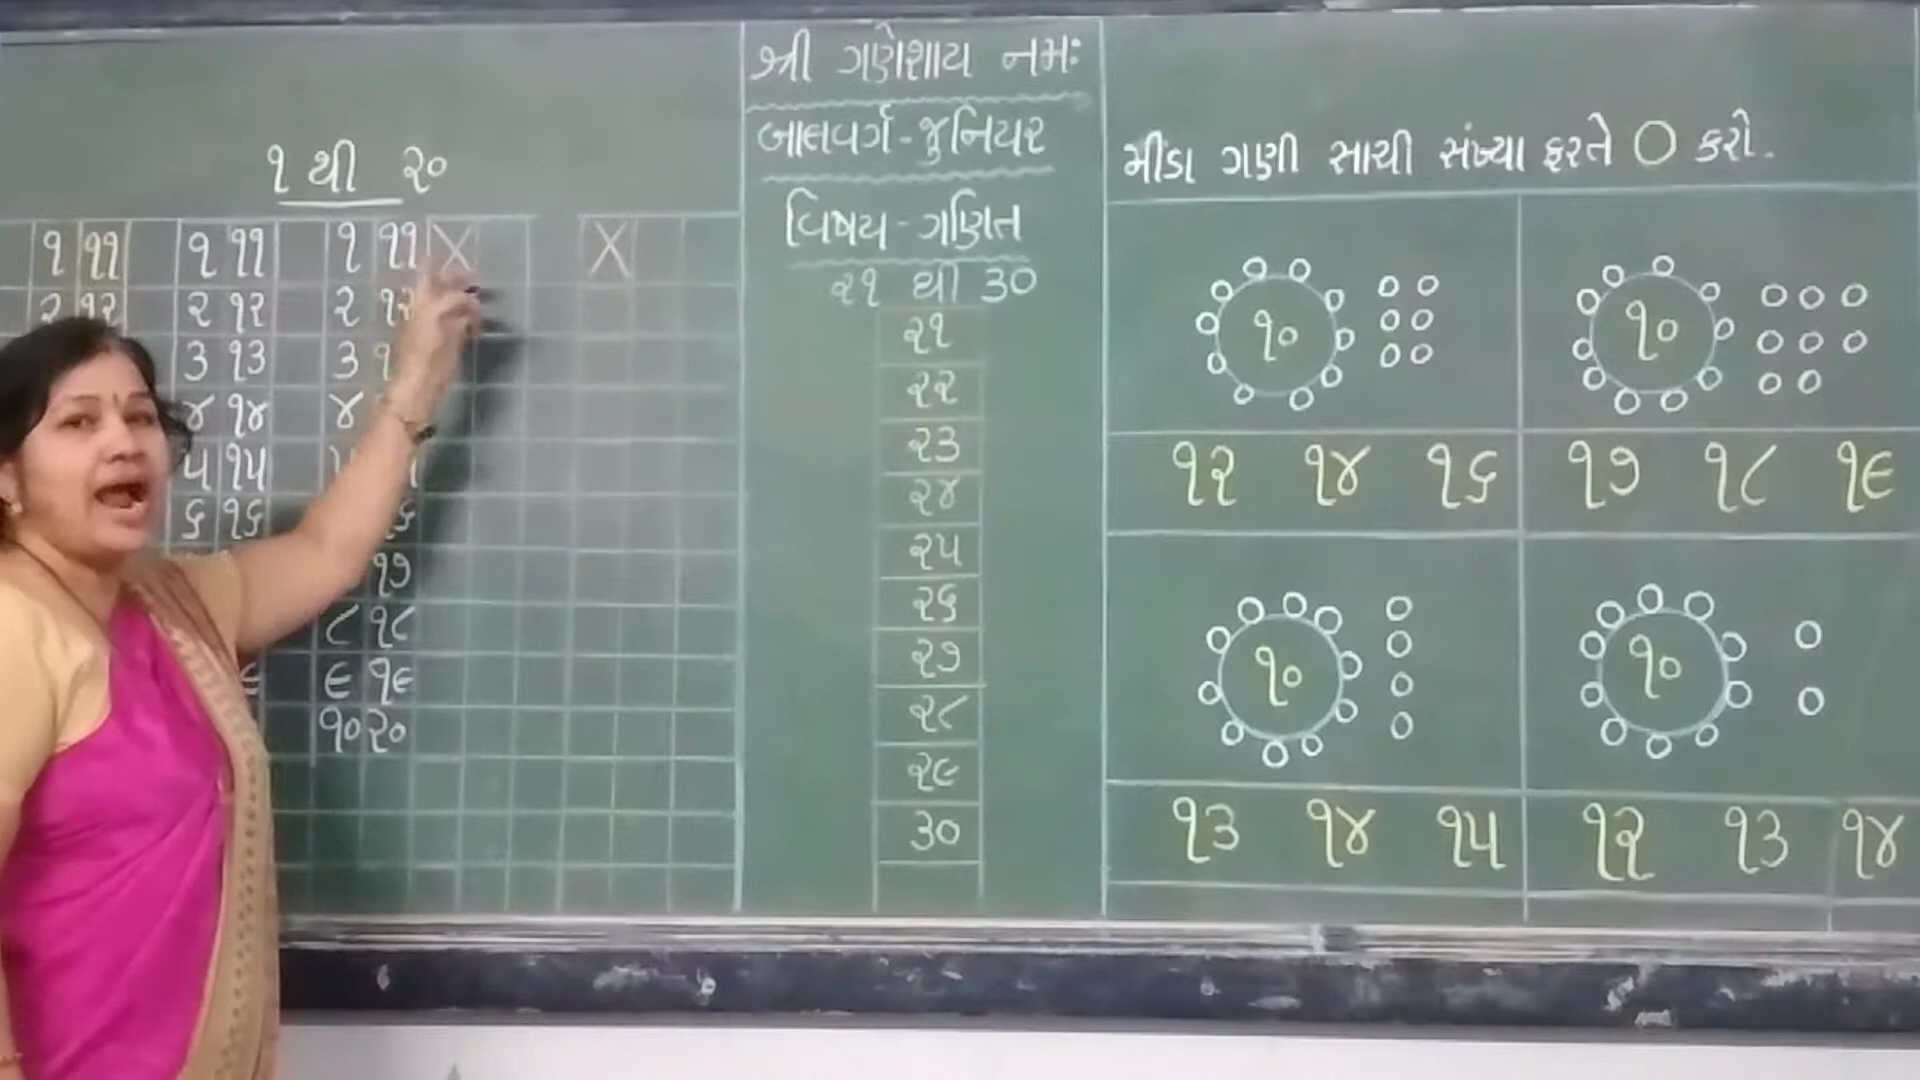 ૧ થી ૨૦
૧ ૧૧ ૧ ૧૧ ૧ ૧૧ X X
૨ ૧૨ ૨ ૧૨ ૨ ૧૨
૩ ૧૩ ૩
૪ ૧૪ ૪
૫ ૧૫
૬ ૧૬
૧૭
૮ ૧૮
૯ ૯ ૧૯
૧૦ ૨૦
શ્રી ગણેશાય નમઃ
બાલવર્ગ - જુનિયર
વિષય - ગણિત
૨૧ થી ૩૦
૨૧
૨૨
૨૩
૨૪
૨૫
૨૬
૨૭
૨૮
૨૯
૩૦
મીંડા ગણી સાચી સંખ્યા ફરતે ○ કરો.
૧૦ ૧૦
૧૨ ૧૪ ૧૬ ૧૭ ૧૮ ૧૯
૧૦ ૧૦
૧૩ ૧૪ ૧૫ ૧૨ ૧૩ ૧૪